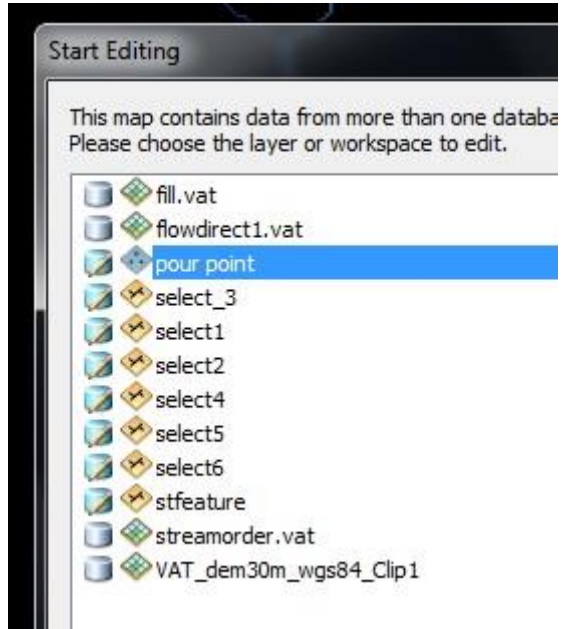 Start Editing
This map contains data from more than one databa
Please choose the layer or workspace to edit.
fill.vat
flowdirect1.vat
pour point
select_3
select1
select2
select4
select5
select6
stfeature
streamorder.vat
VAT_dem30m_wgs84_Clip1